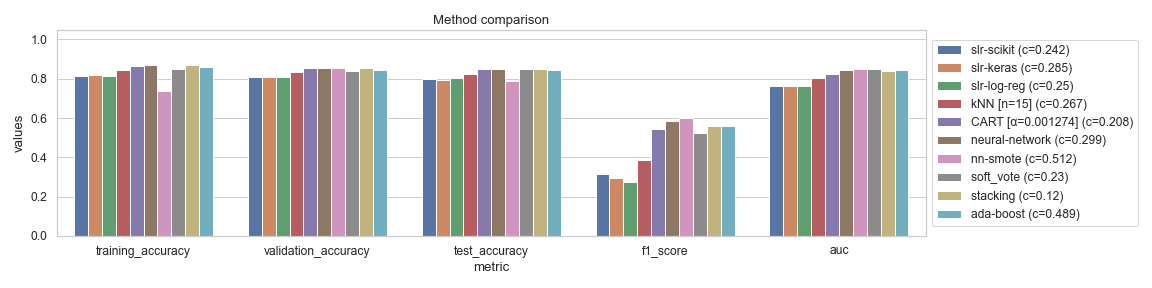 Method comparison
values
1.0
0.8
0.6
0.4
0.2
0.0
training_accuracy
validation_accuracy
test_accuracy
f1_score
auc
metric
slr-scikit (c=0.242)
slr-keras (c=0.285)
slr-log-reg (c=0.25)
kNN [n=15] (c=0.267)
CART [α=0.001274] (c=0.208)
neural-network (c=0.299)
nn-smote (c=0.512)
soft_vote (c=0.23)
stacking (c=0.12)
ada-boost (c=0.489)